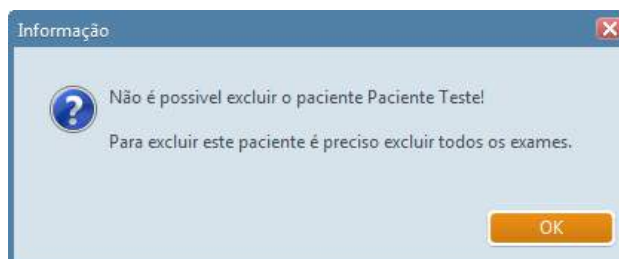 Informação
Não é possivel excluir o paciente Paciente Teste!
Para excluir este paciente é preciso excluir todos os exames.
OK